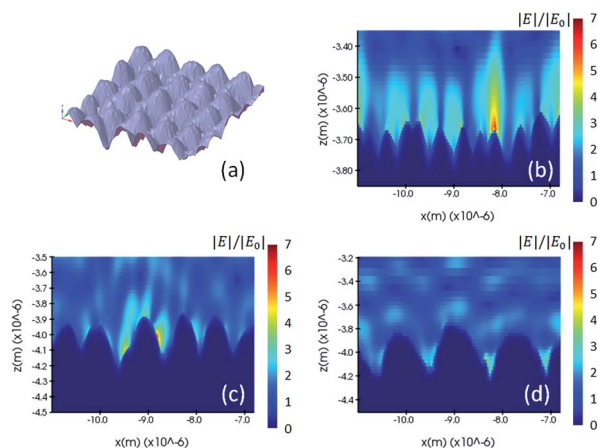 (a)
|E|/|E₀|
-3.40
-3.50
-3.60
-3.70
-3.80
z(m) (x10^-6)
-10.0 -9.0 -8.0 -7.0
x(m) (x10^-6)
7
6
5
4
3
2
1
0
(b)
|E|/|E₀|
-3.5
-3.6
-3.7
-3.8
-3.9
-4.0
-4.1
-4.2
-4.3
-4.4
-4.5
z(m) (x10^-6)
-10.0 -9.0 -8.0 -7.0
x(m) (x10^-6)
7
6
5
4
3
2
1
0
(c)
|E|/|E₀|
-3.2
-3.4
-3.6
-3.8
-4.0
-4.2
-4.4
z(m) (x10^-6)
-10.0 -9.0 -8.0 -7.0
x(m) (x10^-6)
7
6
5
4
3
2
1
0
(d)